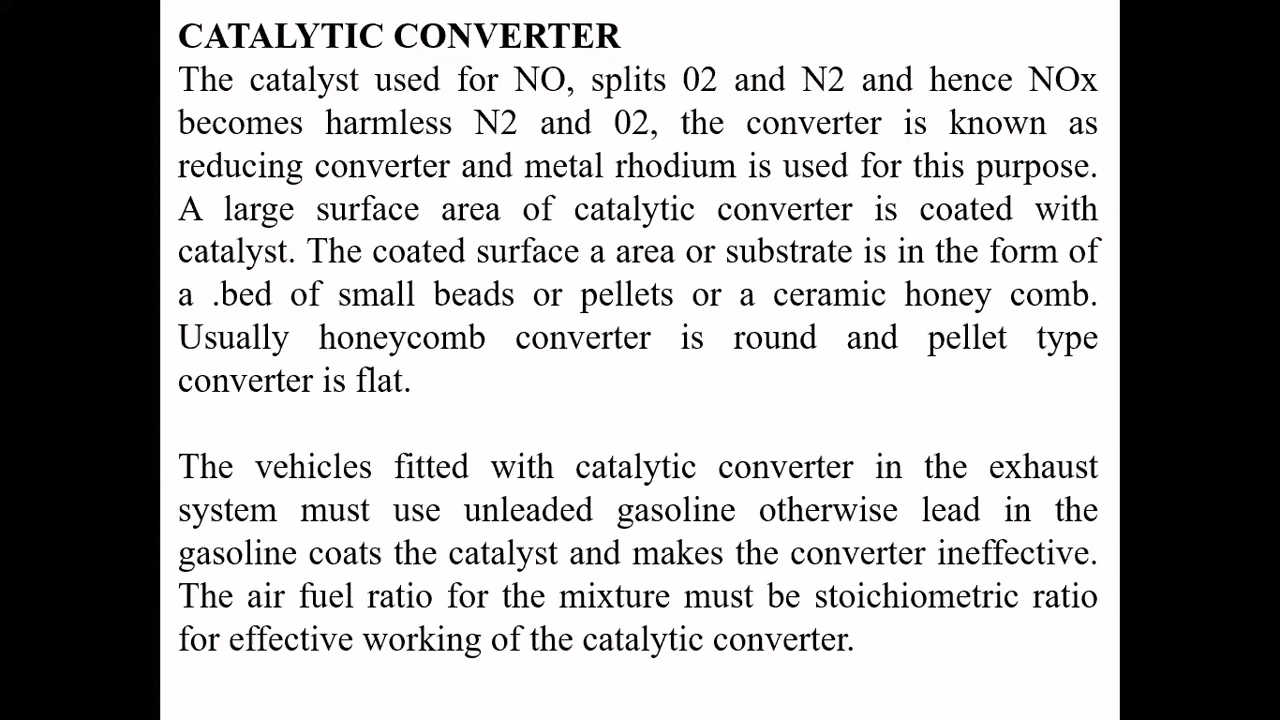 CATALYTIC CONVERTER
The catalyst used for NO, splits 02 and N2 and hence NOx
becomes harmless N2 and 02, the converter is known as
reducing converter and metal rhodium is used for this purpose.
A large surface area of catalytic converter is coated with
catalyst. The coated surface a area or substrate is in the form of
a .bed of small beads or pellets or a ceramic honey comb.
Usually honeycomb converter is round and pellet type
converter is flat.
The vehicles fitted with catalytic converter in the exhaust
system must use unleaded gasoline otherwise lead in the
gasoline coats the catalyst and makes the converter ineffective.
The air fuel ratio for the mixture must be stoichiometric ratio
for effective working of the catalytic converter.